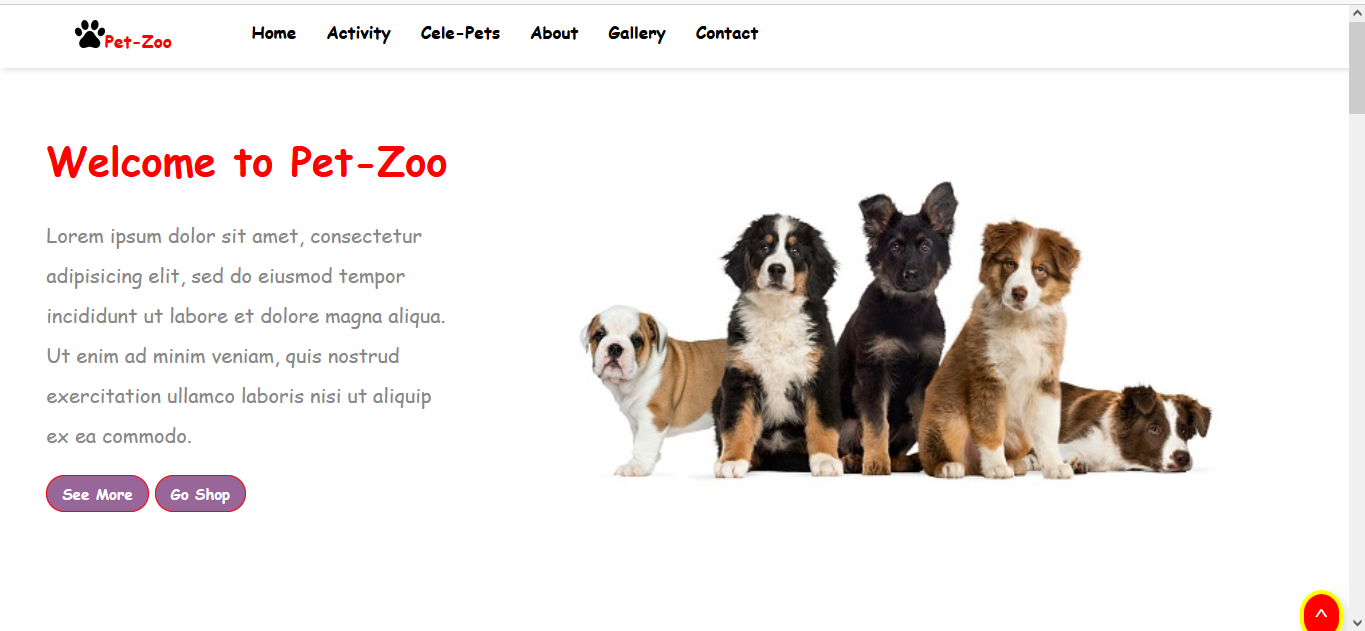 Pet-Zoo
Home Activity Cele-Pets About Gallery Contact
Welcome to Pet-Zoo
Lorem ipsum dolor sit amet, consectetur
adipisicing elit, sed do eiusmod tempor
incididunt ut labore et dolore magna aliqua.
Ut enim ad minim veniam, quis nostrud
exercitation ullamco laboris nisi ut aliquip
ex ea commodo.
See More Go Shop